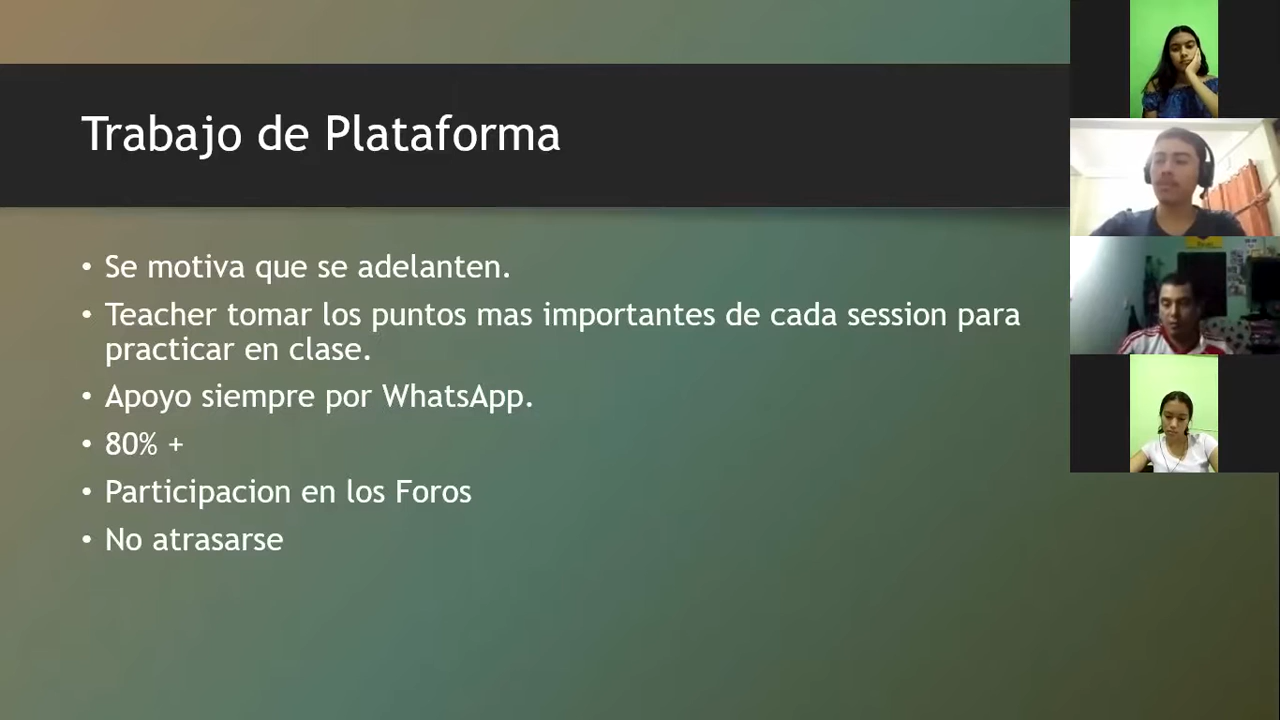 Trabajo de Plataforma
• Se motiva que se adelanten.
• Teacher tomar los puntos mas importantes de cada session para
practicar en clase.
• Apoyo siempre por WhatsApp.
• 80% +
• Participacion en los Foros
• No atrasarse